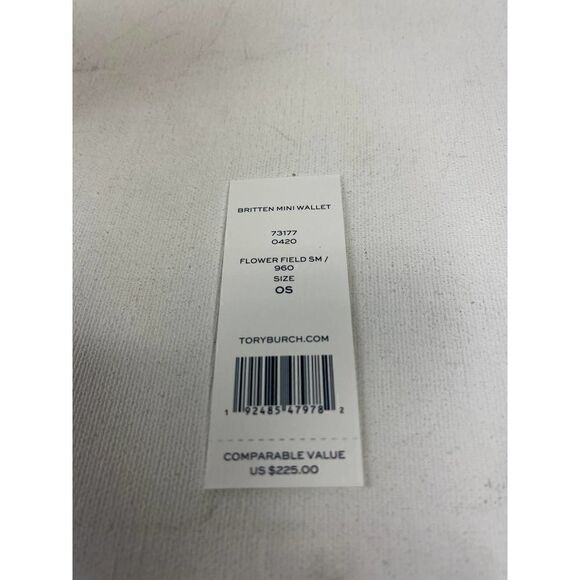 BRITTEN MINI WALLET
73177
0420
FLOWER FIELD SM /
960
SIZE
OS
TORYBURCH.COM
1 92485 47978 2
COMPARABLE VALUE
US $225.00